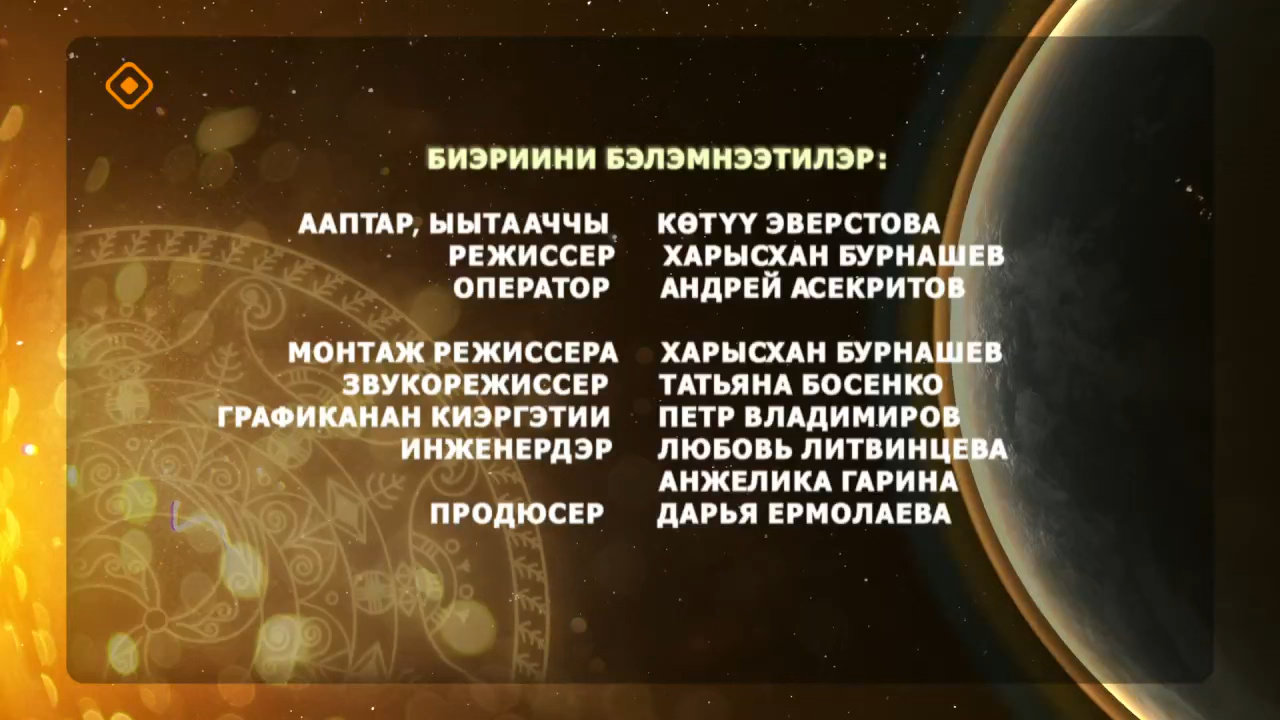 БИЭРИИНИ БЭЛЭМНЭЭТИЛЭР:
ААПТАР, ЫЫТААЧЧЫ КӨТҮҮ ЭВЕРСТОВА
РЕЖИССЕР ХАРЫСХАН БУРНАШЕВ
ОПЕРАТОР АНДРЕЙ АСЕКРИТОВ
МОНТАЖ РЕЖИССЕРА ХАРЫСХАН БУРНАШЕВ
ЗВУКОРЕЖИССЕР ТАТЬЯНА БОСЕНКО
ГРАФИКАНАН КИЭРГЭТИИ ПЕТР ВЛАДИМИРОВ
ИНЖЕНЕРДЭР ЛЮБОВЬ ЛИТВИНЦЕВА
АНЖЕЛИКА ГАРИНА
ПРОДЮСЕР ДАРЬЯ ЕРМОЛАЕВА